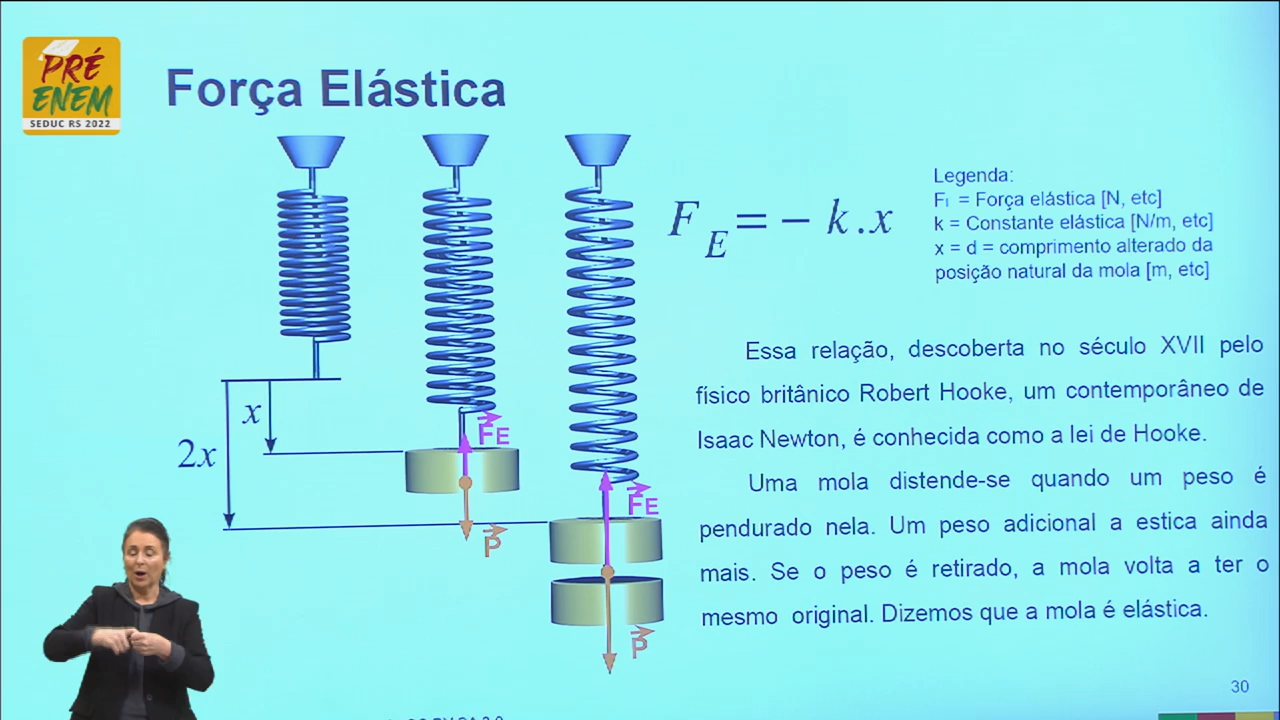 PRÉ
ENEM
SEDUC RS 2022
Força Elástica
F E = – k.x
Legenda:
Fı = Força elástica [N, etc]
k = Constante elástica [N/m, etc]
x = d = comprimento alterado da
posição natural da mola [m, etc]
x
2x
FE
P
FE
P
Essa relação, descoberta no século XVII pelo
físico britânico Robert Hooke, um contemporâneo de
Isaac Newton, é conhecida como a lei de Hooke.
Uma mola distende-se quando um peso é
pendurado nela. Um peso adicional a estica ainda
mais. Se o peso é retirado, a mola volta a ter o
mesmo original. Dizemos que a mola é elástica.
30